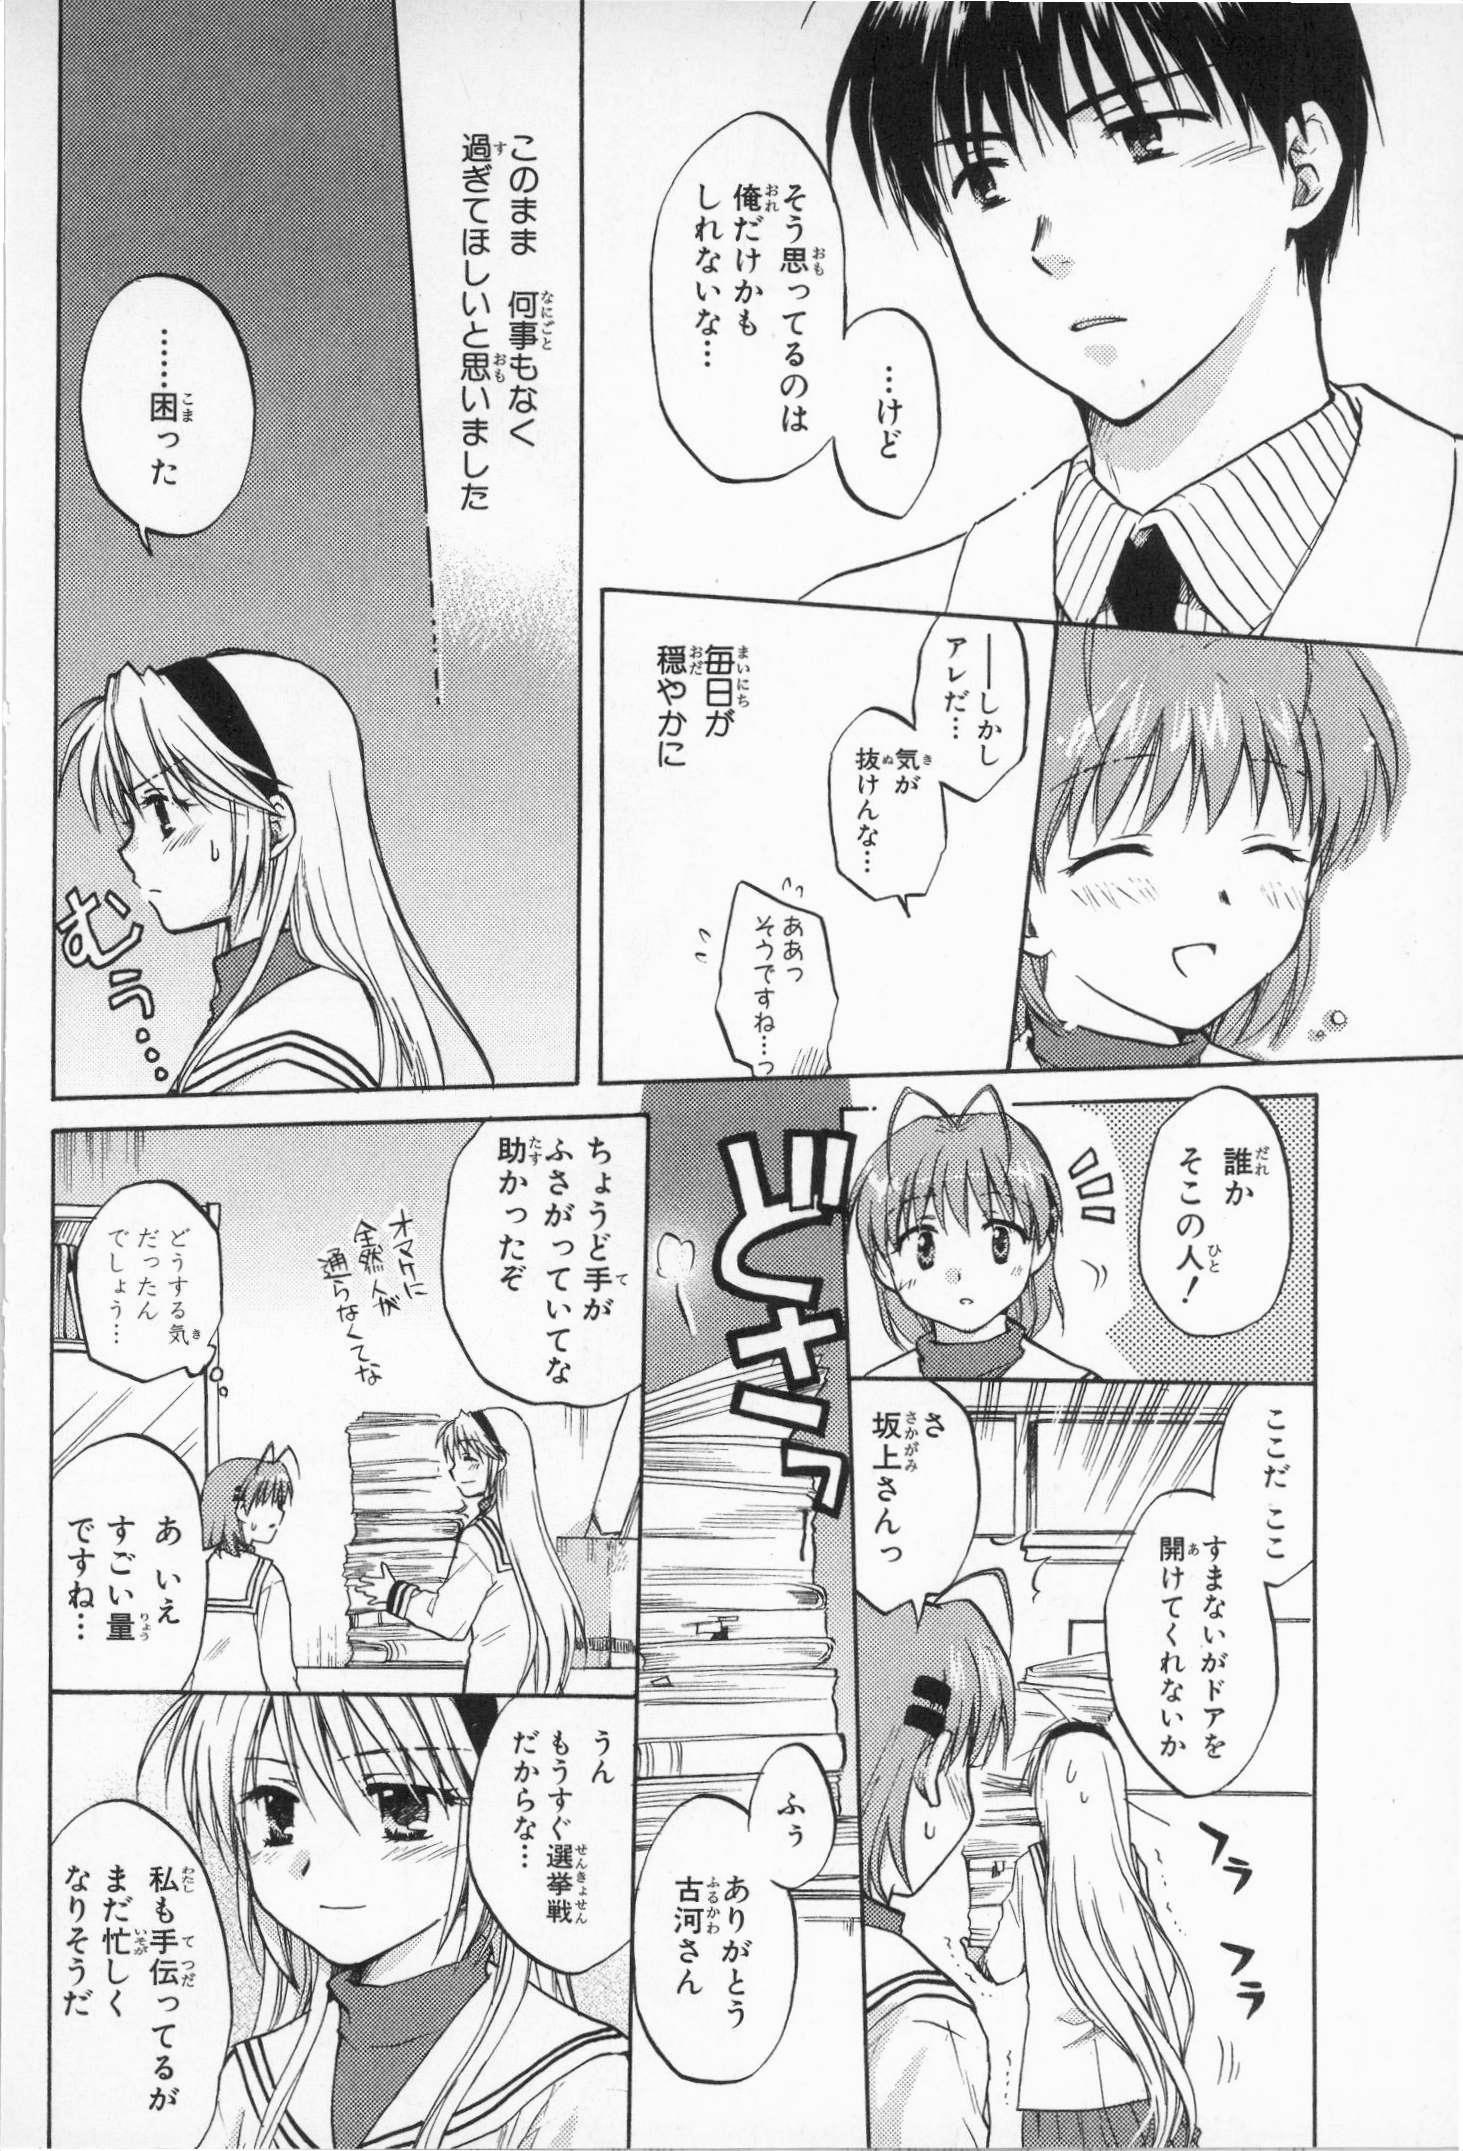 …けど
そう思ってるのは
俺だけかも
しれないな…
――しかし
アレだ…
気が
抜けんな…
ああっ
そうですね…っ
毎日が
穏やかに
このまま 何事もなく
過ぎてほしいと思いました
……困った
むぅ…
誰か
そこの人！
ここだ ここ
すまないがドアを
開けてくれないか
さ
坂上さんっ
フラ
フラ
どさっ
ふぅ
ありがとう
古河さん
ちょうど手が
ふさがっていてな
助かったぞ
オマケに
全然人が
通らなくてな
どうする気
だったん
でしょう…
あ いえ
すごい量
ですね…
うん
もうすぐ選挙戦
だからな…
私も手伝ってるが
まだ忙しく
なりそうだ